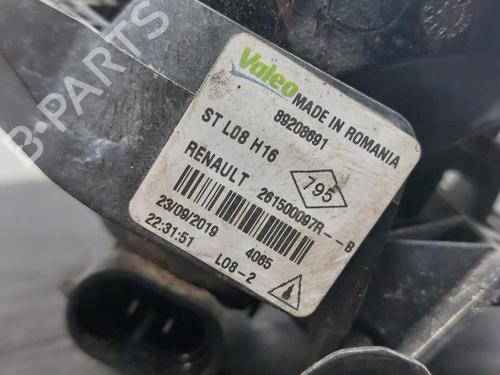 Valeo
MADE IN ROMANIA
89208691
ST L08 H16
795
RENAULT 261500097R--B
23/09/2019 4065
22:31:51 L08-2
B-PARTS